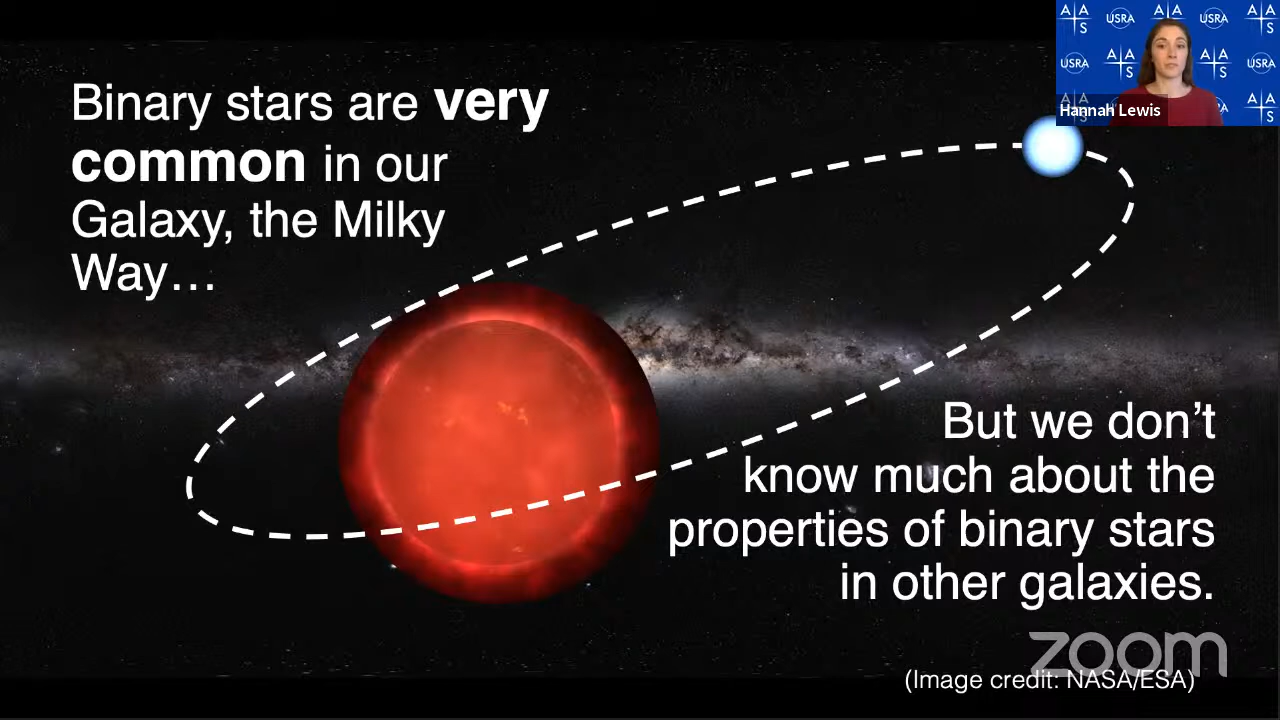 Binary stars are very
common in our
Galaxy, the Milky
Way…
A
A
S
USRA
A
A
S
USRA
A
A
S
USRA
A
A
S
A
A
S
USRA
Hannah Lewis
A
A
S
But we don't
know much about the
properties of binary stars
in other galaxies.
zoom
(Image credit: NASA/ESA)